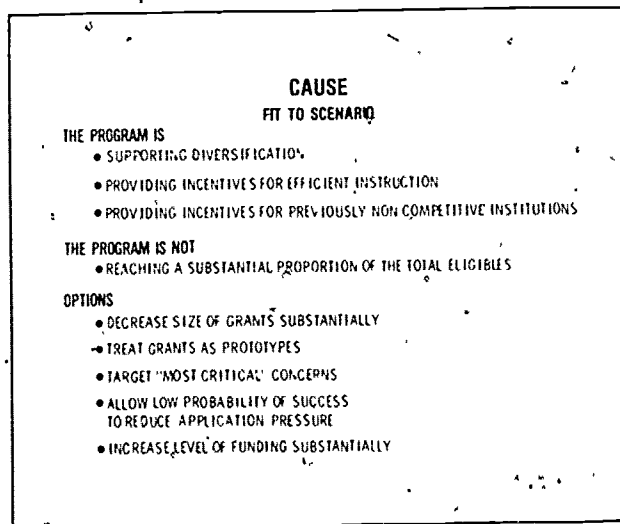 CAUSE
FIT TO SCENARIO
THE PROGRAM IS
• SUPPORTING DIVERSIFICATION
• PROVIDING INCENTIVES FOR EFFICIENT INSTRUCTION
• PROVIDING INCENTIVES FOR PREVIOUSLY NON COMPETITIVE INSTITUTIONS
THE PROGRAM IS NOT
• REACHING A SUBSTANTIAL PROPORTION OF THE TOTAL ELIGIBLES
OPTIONS
• DECREASE SIZE OF GRANTS SUBSTANTIALLY
• TREAT GRANTS AS PROTOTYPES
• TARGET "MOST CRITICAL" CONCERNS
• ALLOW LOW PROBABILITY OF SUCCESS
TO REDUCE APPLICATION PRESSURE
• INCREASE LEVEL OF FUNDING SUBSTANTIALLY